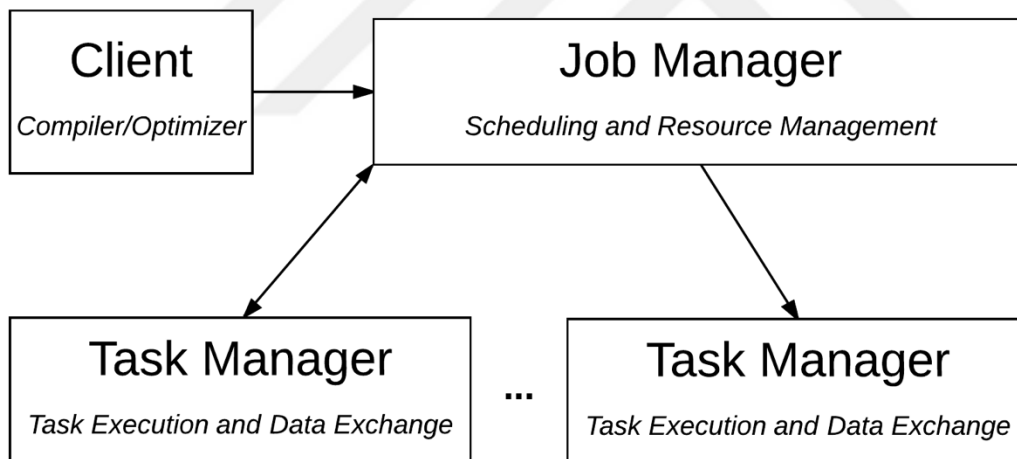 Client
Compiler/Optimizer
Job Manager
Scheduling and Resource Management
Task Manager
Task Execution and Data Exchange
...
Task Manager
Task Execution and Data Exchange